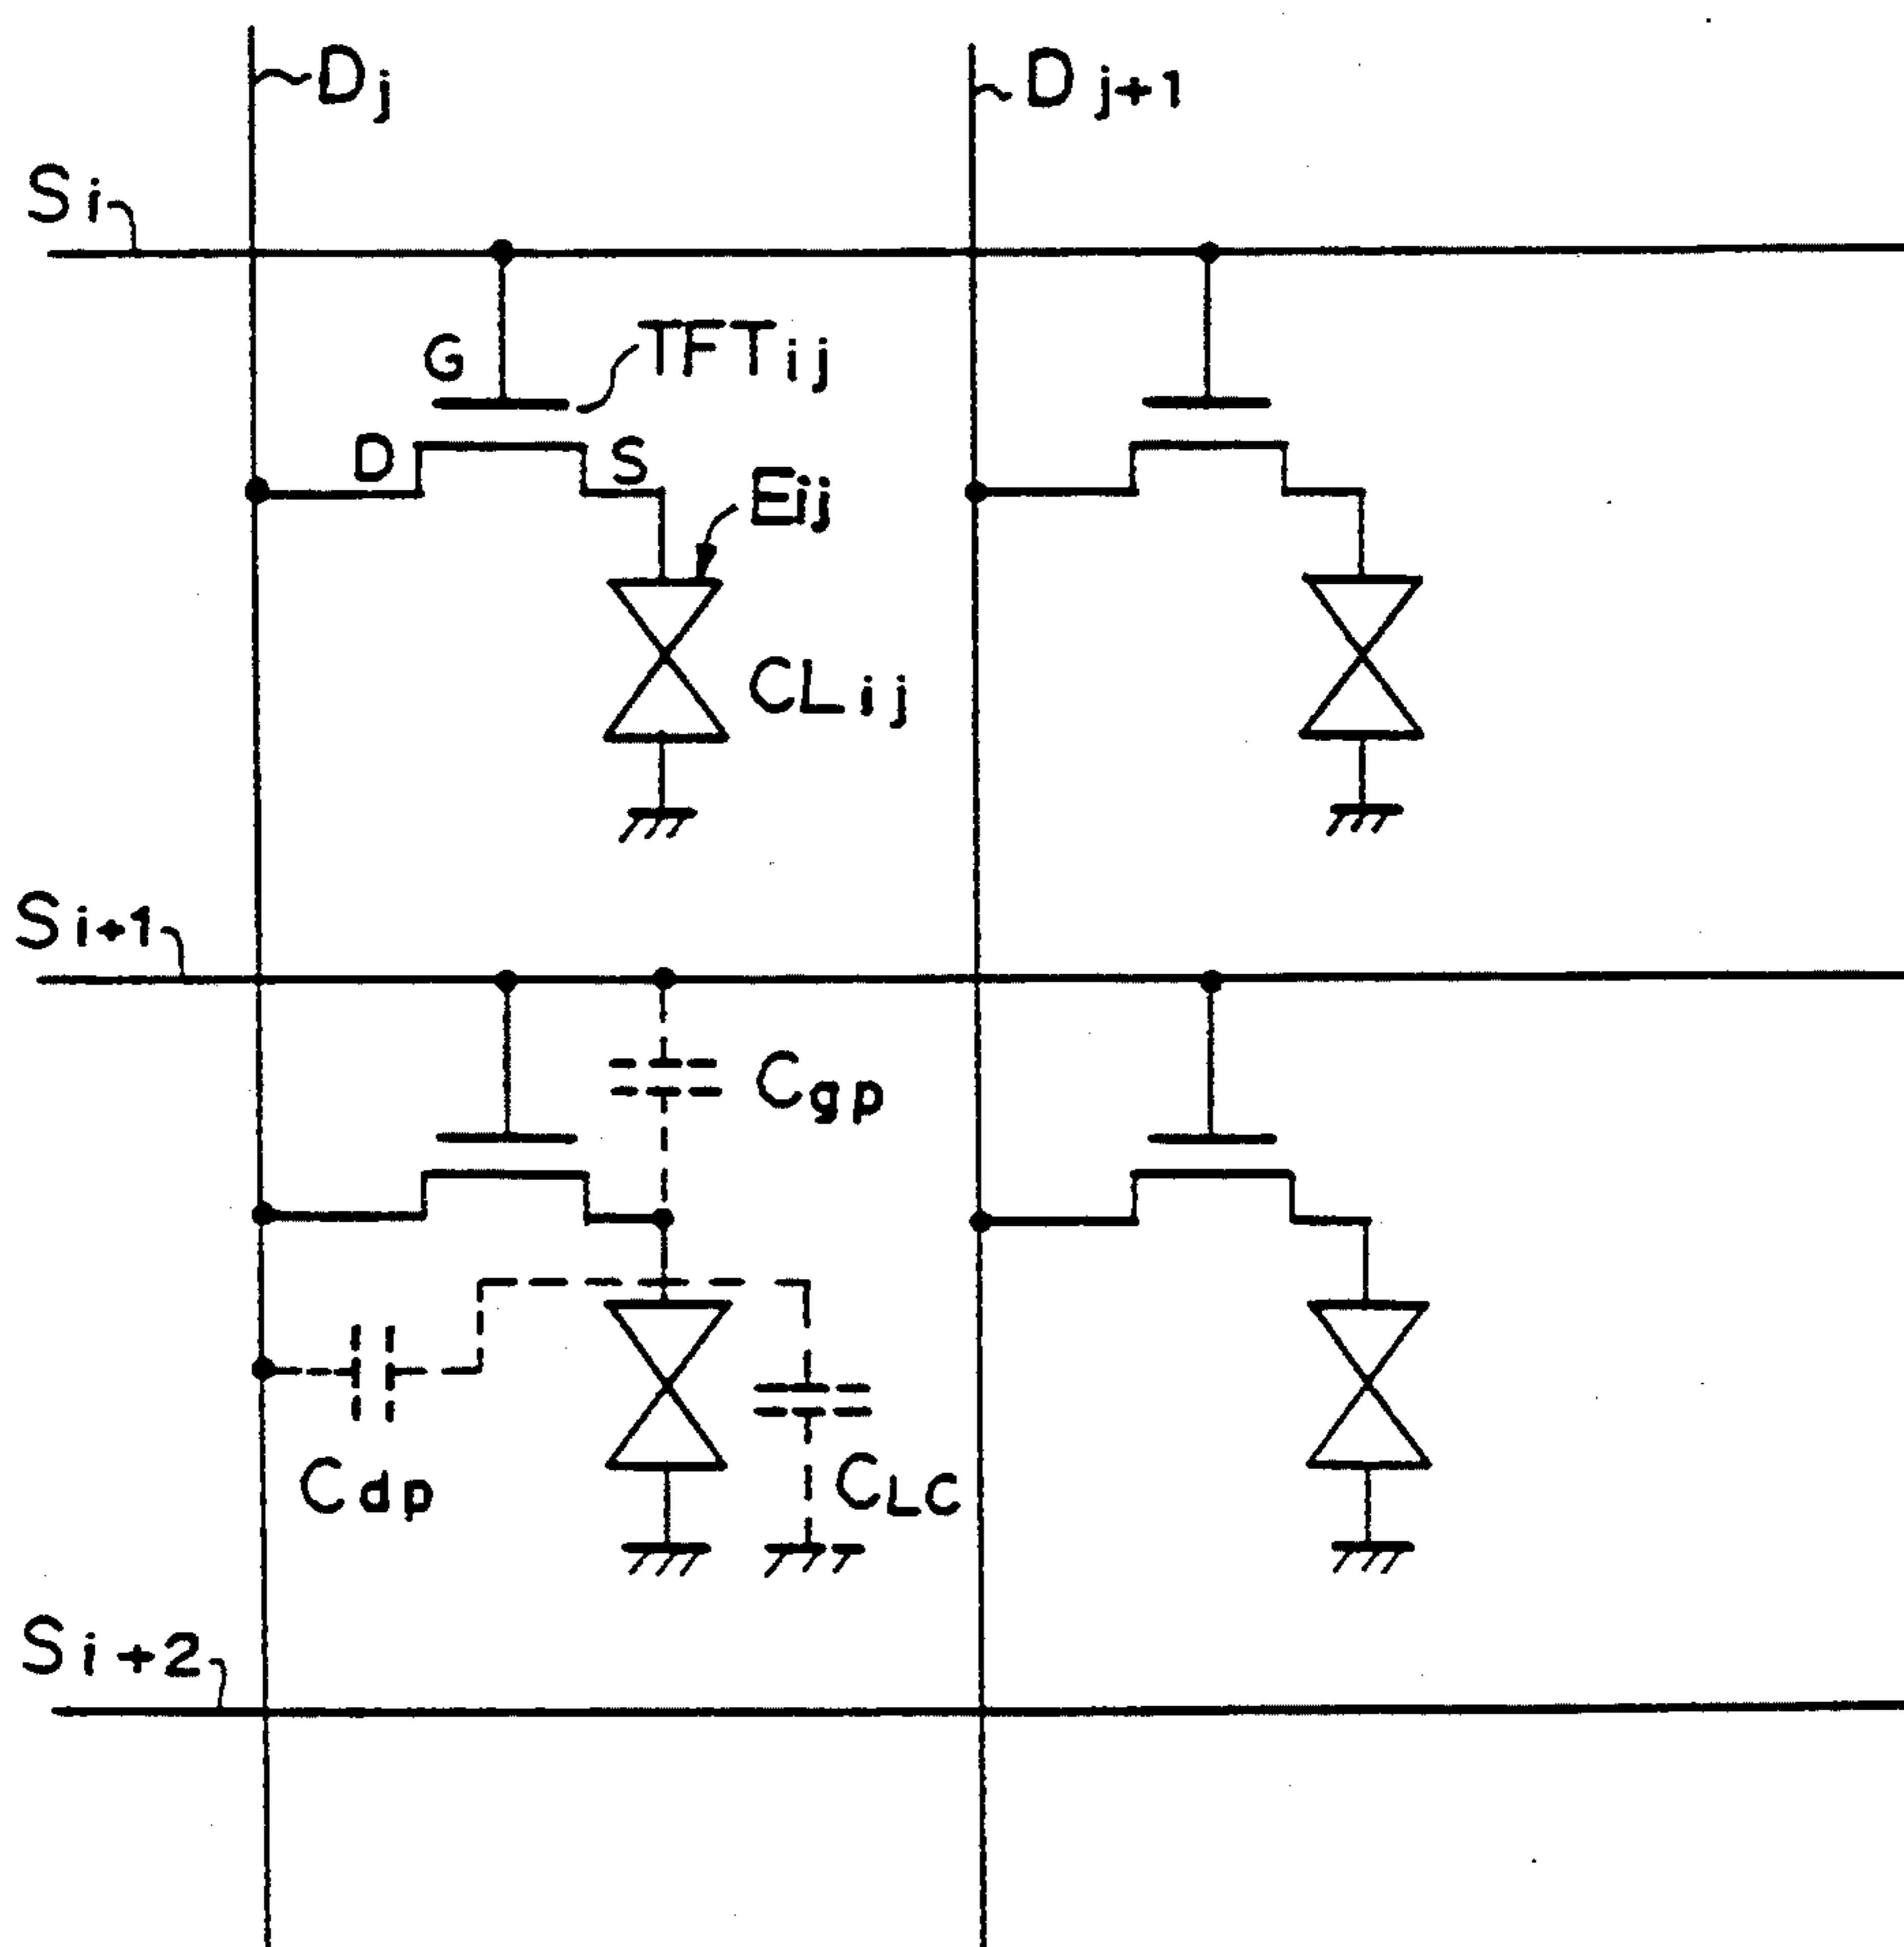 Dj
Dj+1
Si
G
TFTij
D
S
Eij
CLij
Si+1
Cgp
Cdp
CLC
Si+2